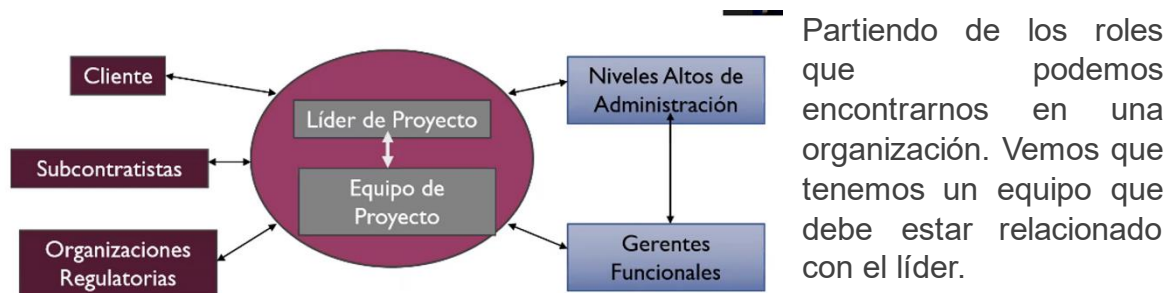 Cliente
Subcontratistas
Organizaciones
Regulatorias
Líder de Proyecto
Equipo de
Proyecto
Niveles Altos de
Administración
Gerentes
Funcionales
Partiendo de los roles
que podemos
encontrarnos en una
organización. Vemos que
tenemos un equipo que
debe estar relacionado
con el líder.